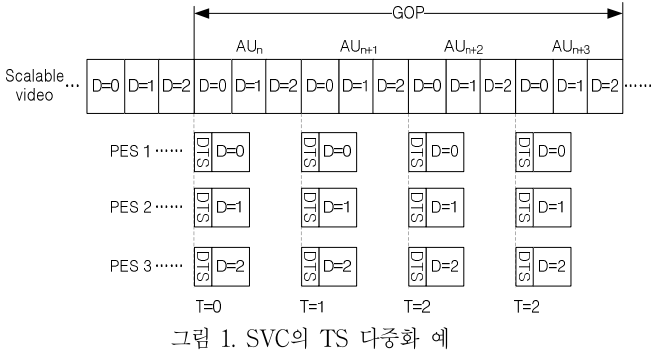 GOP
AUn AUn+1 AUn+2 AUn+3
Scalable video ··· D=0 D=1 D=2 D=0 D=1 D=2 D=0 D=1 D=2 D=0 D=1 D=2 D=0 D=1 D=2 ······
PES 1 ······ DTS D=0 DTS D=0 DTS D=0 DTS D=0
PES 2 ······ DTS D=1 DTS D=1 DTS D=1 DTS D=1
PES 3 ······ DTS D=2 DTS D=2 DTS D=2 DTS D=2
T=0 T=1 T=2 T=2
그림 1. SVC의 TS 다중화 예